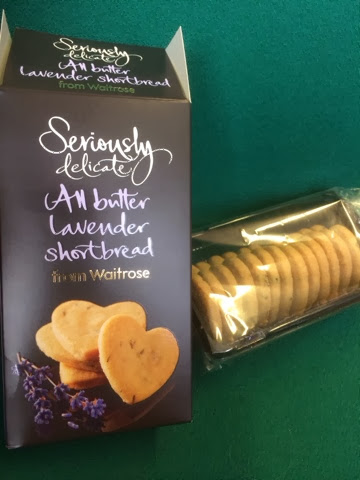 Seriously
delicate
All butter
lavender shortbread
from Waitrose
Seriously
delicate
All butter
lavender
shortbread
from Waitrose